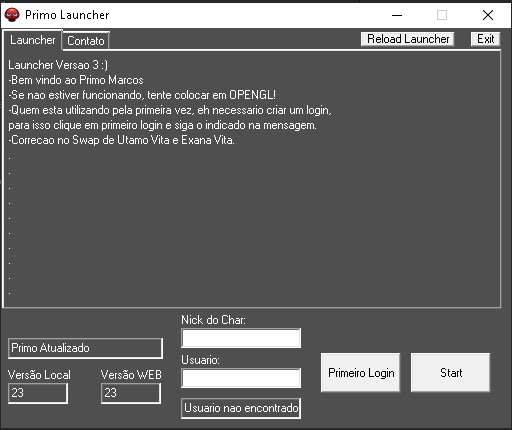 Primo Launcher
Launcher
Contato
Reload Launcher
Exit
Launcher Versao 3 :)
-Bem vindo ao Primo Marcos
-Se nao estiver funcionando, tente colocar em OPENGL!
-Quem esta utilizando pela primeira vez, eh necessario criar um login,
para isso clique em primeiro login e siga o indicado na mensagem.
-Correcao no Swap de Utamo Vita e Exana Vita.
.
.
.
.
.
.
.
.
.
.
Nick do Char:
Primo Atualizado
Usuario:
Versão Local
Versão WEB
23
23
Usuario nao encontrado
Primeiro Login
Start